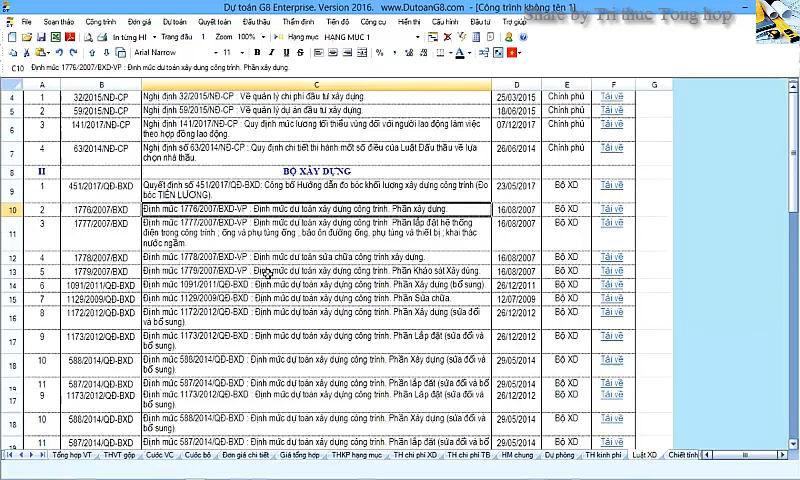 Dự toán G8 Enterprise. Version 2016. www.DutoanG8.com - [Công trình không tên 1]
Share by Tri thuc Tong hop
File Soạn thảo Công trình Đơn giá Dự toán Quyết toán Đấu thầu Thẩm định Tiến độ Công cụ Hiển thị Cấu hình Đầu tư Trợ giúp
In từng HT Trang đầu 1 Zoom 100% Hạng mục HẠNG MỤC 1
Arial Narrow 11
C10 Định mức 1776/2007/BXD-VP : Định mức dự toán xây dựng công trình. Phần xây dựng.
A B C D E F G
4 1 32/2015/NĐ-CP Nghị định 32/2015/NĐ-CP : Về quản lý chi phí đầu tư xây dựng. 25/03/2015 Chính phủ Tải về
5 2 59/2015/NĐ-CP Nghị định 59/2015/NĐ-CP : Về quản lý dự án đầu tư xây dựng. 18/06/2015 Chính phủ Tải về
6 3 141/2017/NĐ-CP Nghị định 141/2017/NĐ-CP : Quy định mức lương tối thiểu vùng đối với người lao động làm việc theo hợp đồng lao động. 07/12/2017 Chính phủ Tải về
7 4 63/2014/NĐ-CP Nghị định số 63/2014/NĐ-CP : Quy định chi tiết thi hành một số điều của Luật Đấu thầu về lựa chọn nhà thầu. 26/06/2014 Chính phủ Tải về
8 II BỘ XÂY DỰNG
9 1 451/2017/QĐ-BXD Quyết định số 451/2017/QĐ-BXD: Công bố Hướng dẫn đo bóc khối lượng xây dựng công trình (Đo bóc TIÊN LƯỢNG). 23/05/2017 Bộ XD Tải về
10 2 1776/2007/BXD Định mức 1776/2007/BXD-VP : Định mức dự toán xây dựng công trình. Phần xây dựng. 16/08/2007 Bộ XD Tải về
11 3 1777/2007/BXD Định mức 1777/2007/BXD-VP : Định mức dự toán xây dựng công trình. Phần lắp đặt hệ thống điện trong công trình ; ống và phụ tùng ống ; bảo ôn đường ống, phụ tùng và thiết bị ; khai thác nước ngầm. 16/08/2007 Bộ XD Tải về
12 4 1778/2007/BXD Định mức 1778/2007/BXD-VP : Định mức dự toán sửa chữa công trình xây dựng. 16/08/2007 Bộ XD Tải về
13 5 1779/2007/BXD Định mức 1779/2007/BXD-VP : Định mức dự toán xây dựng công trình. Phần Khảo sát Xây dựng. 16/08/2007 Bộ XD Tải về
14 6 1091/2011/QĐ-BXD Định mức 1091/2011/QĐ-BXD : Định mức dự toán xây dựng công trình. Phần Xây dựng (bổ sung). 26/12/2011 Bộ XD Tải về
15 7 1129/2009/QĐ-BXD Định mức 1129/2009/QĐ-BXD : Định mức dự toán xây dựng công trình. Phần Sửa chữa. 12/07/2009 Bộ XD Tải về
16 8 1172/2012/QĐ-BXD Định mức 1172/2012/QĐ-BXD : Định mức dự toán xây dựng công trình. Phần Xây dựng (sửa đổi và bổ sung). 26/12/2012 Bộ XD Tải về
17 9 1173/2012/QĐ-BXD Định mức 1173/2012/QĐ-BXD : Định mức dự toán xây dựng công trình. Phần Lắp đặt (sửa đổi và bổ sung). 26/12/2012 Bộ XD Tải về
18 10 588/2014/QĐ-BXD Định mức 588/2014/QĐ-BXD : Định mức dự toán xây dựng công trình. Phần Xây dựng (sửa đổi và bổ sung). 29/05/2014 Bộ XD Tải về
19 11 587/2014/QĐ-BXD Định mức 587/2014/QĐ-BXD : Định mức dự toán xây dựng công trình. Phần lắp đặt (sửa đổi và bổ 29/05/2014 Bộ XD Tải về
17 9 1173/2012/QĐ-BXD Định mức 1173/2012/QĐ-BXD : Định mức dự toán xây dựng công trình. Phần Lắp đặt (sửa đổi và bổ sung). 26/12/2012 Bộ XD Tải về
18 10 588/2014/QĐ-BXD Định mức 588/2014/QĐ-BXD : Định mức dự toán xây dựng công trình. Phần Xây dựng (sửa đổi và bổ sung). 29/05/2014 Bộ XD Tải về
19 11 587/2014/QĐ-BXD Định mức 587/2014/QĐ-BXD : Định mức dự toán xây dựng công trình. Phần lắp đặt (sửa đổi và bổ 29/05/2014 Bộ XD Tải về
Tổng hợp VT THVT gộp Cước VC Cước bộ Đơn giá chi tiết Giá tổng hợp THKP hạng mục TH chi phí XD TH chi phí TB HM chung Dự phòng TH kinh phí Luật XD Chiết tính